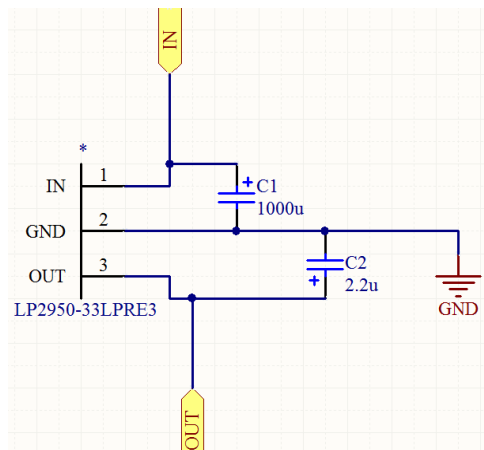 IN
*
1
IN
+
C1
1000u
2
GND
3
OUT
C2
+
2.2u
LP2950-33LPRE3
GND
OUT